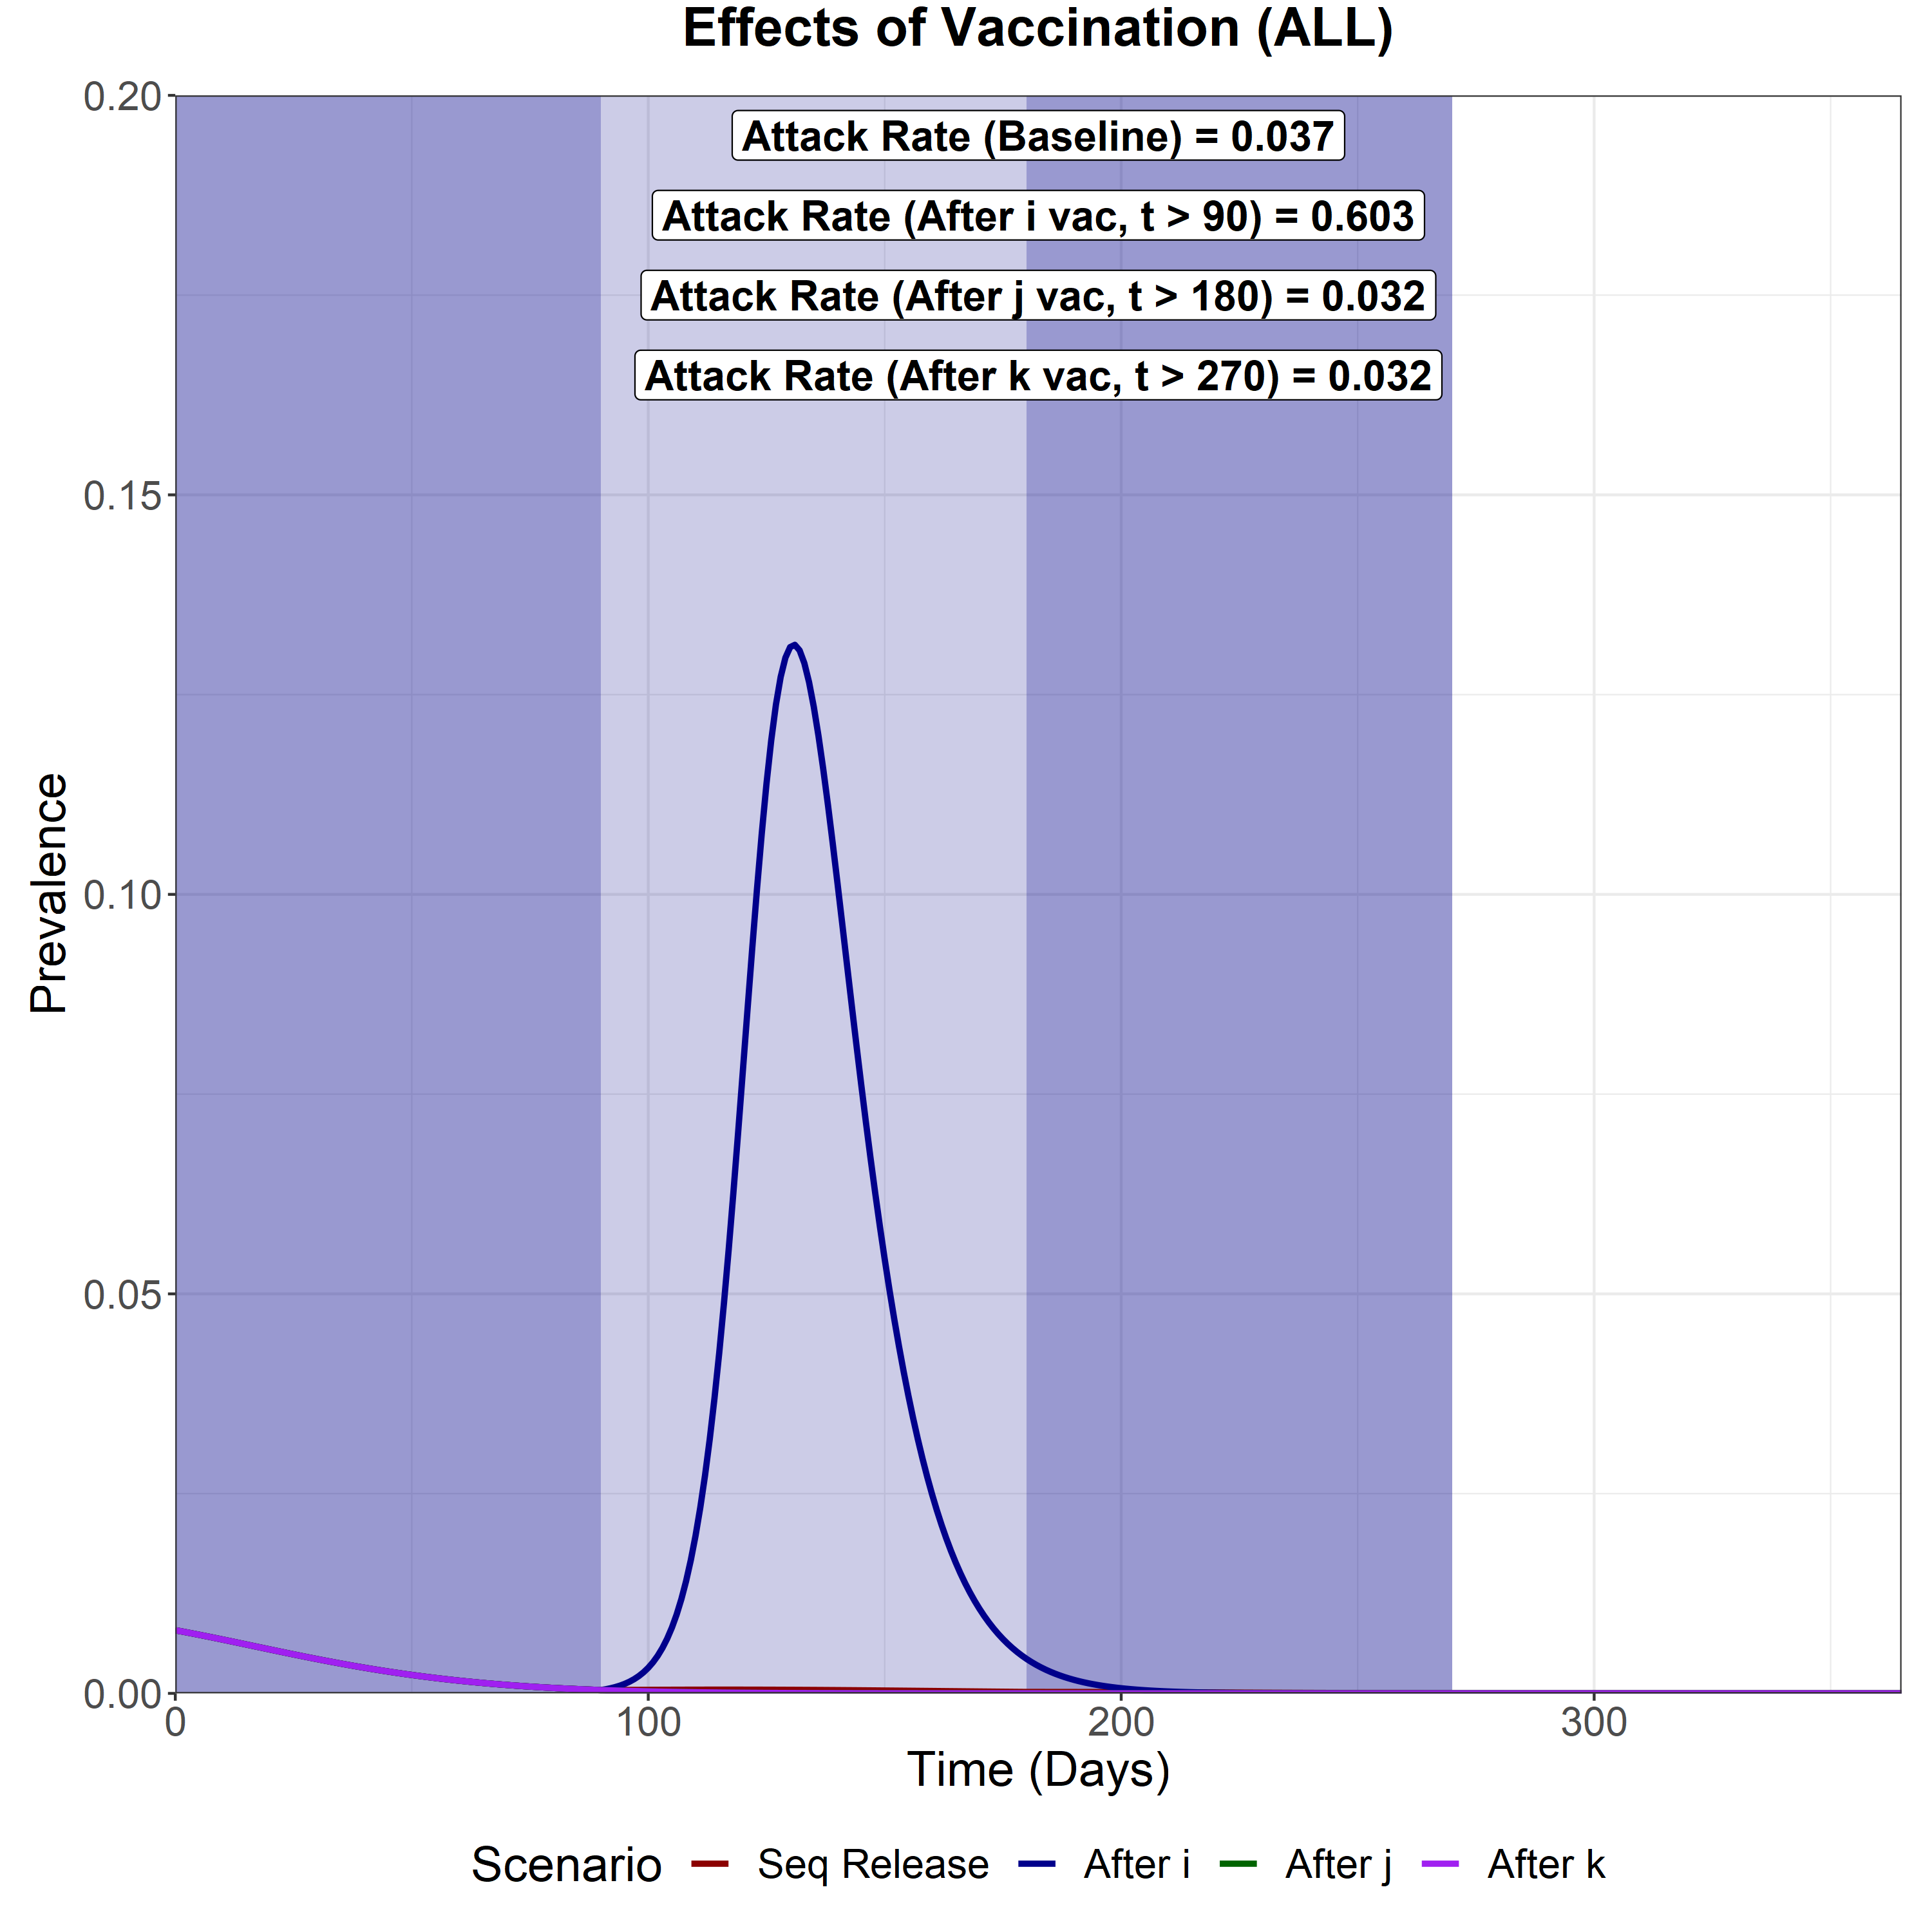 Effects of Vaccination (ALL)
0.20
Attack Rate (Baseline) = 0.037
Attack Rate (After i vac, t > 90) = 0.603
Attack Rate (After j vac, t > 180) = 0.032
Attack Rate (After k vac, t > 270) = 0.032
0.15
0.10
0.05
0.00
Prevalence
0 100 200 300
Time (Days)
Scenario Seq Release After i After j After k